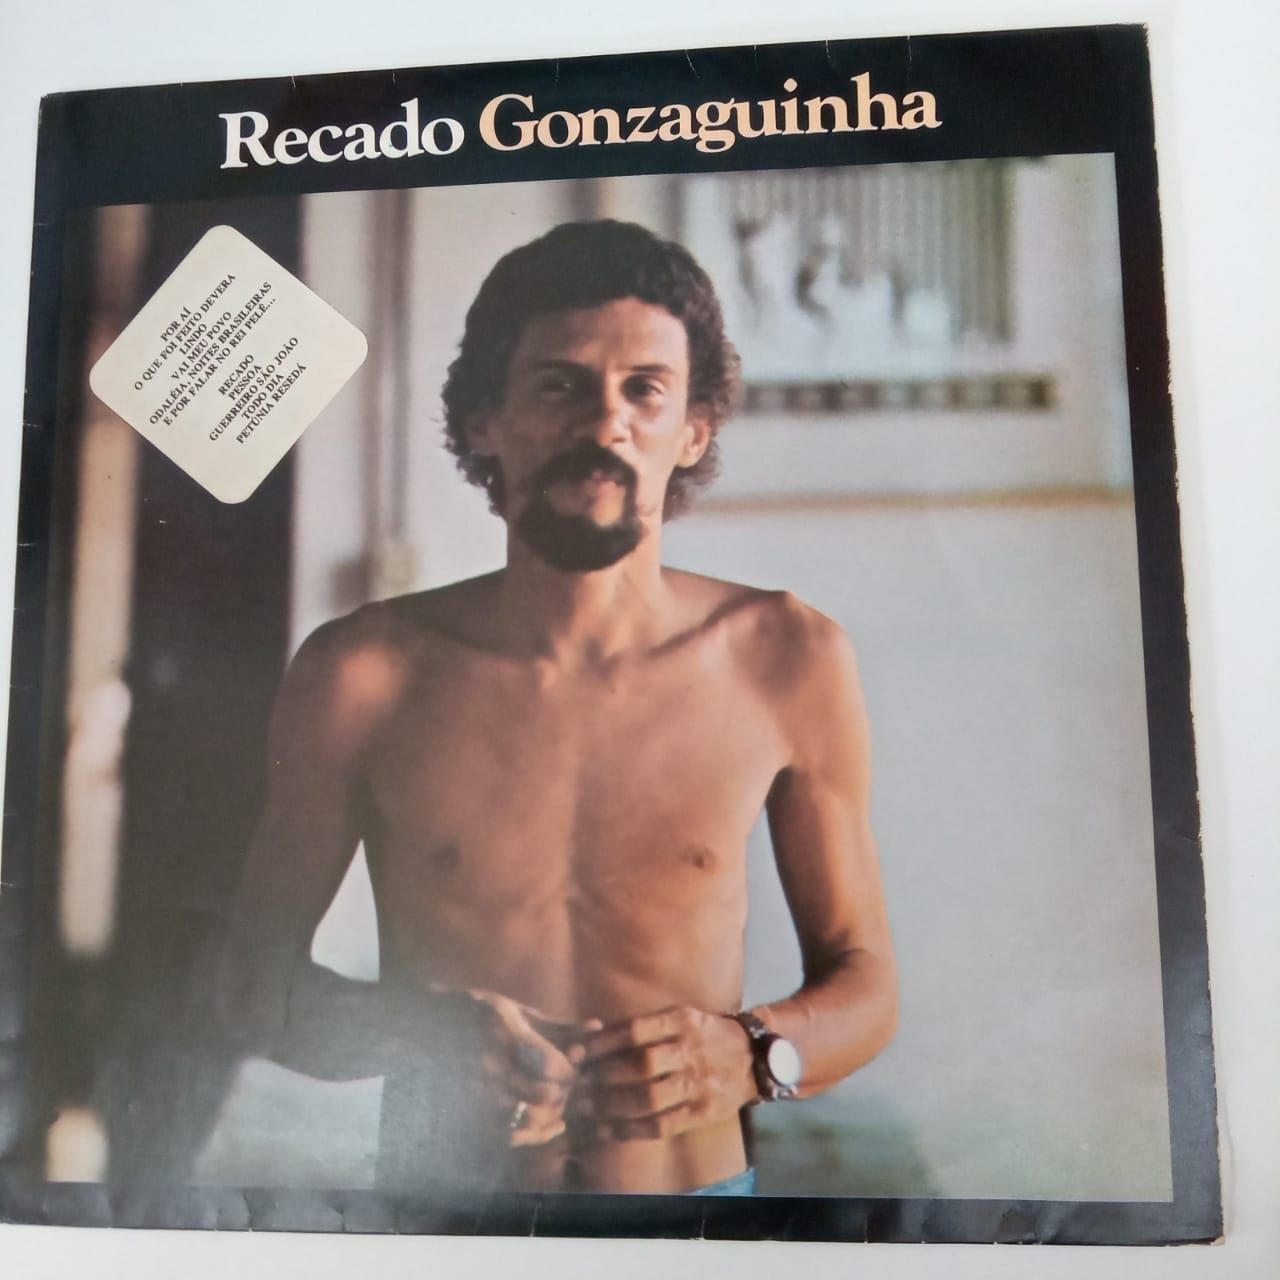 Recado Gonzaguinha
POR AÍ
O QUE FOI FEITO DEVERA
LINDO
VAI MEU POVO
ODALÉIA, NOITES BRASILEIRAS
E POR FALAR NO REI PELÉ...
RECADO
PESSOA
GUERREIRO SÃO JOÃO
TODO DIA
PETÚNIA RESEDÁ